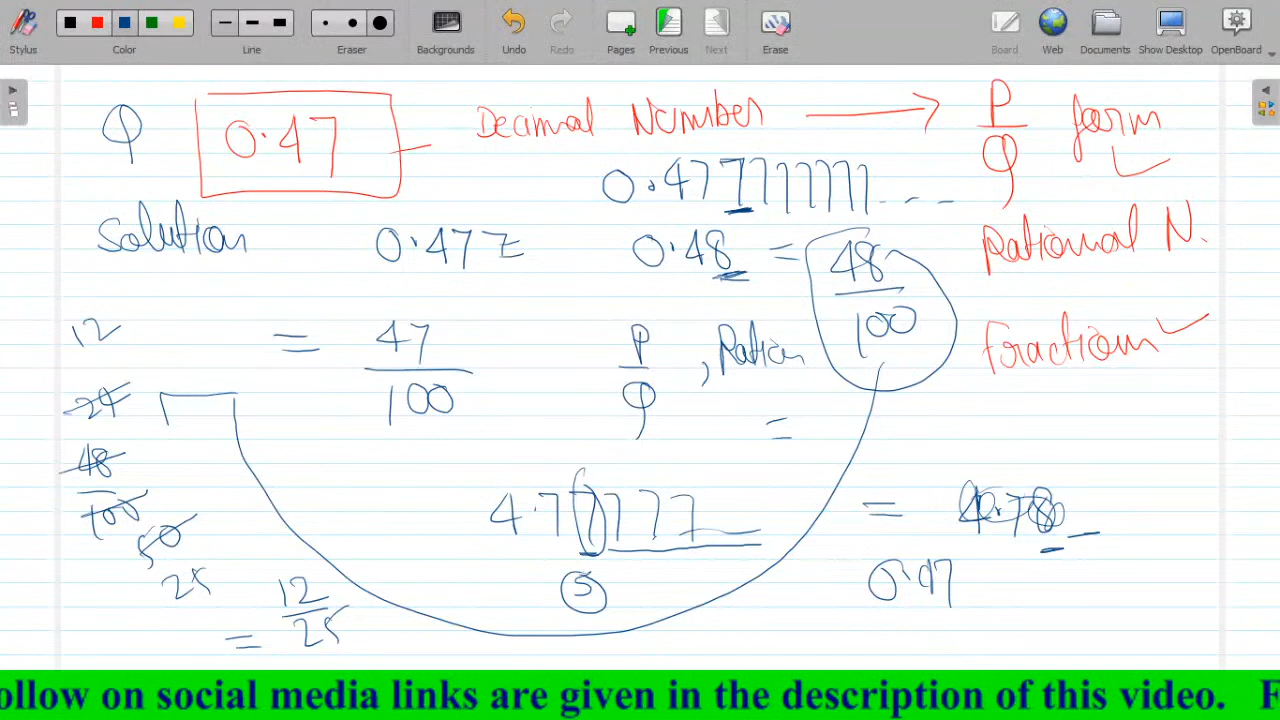 Stylus Color Line Eraser Backgrounds Undo Redo Pages Previous Next Erase Board Web Documents Show Desktop OpenBoard
Q 0.47 Decimal Number → P/Q form
0.477777777...
Solution 0.477 0.48 = 48/100 Rational N.
= 47/100 P/Q , Ration Fraction
12
24
48
100
50
25
=
4.77777 = 4.78
5
0.47
= 12/25
ollow on social media links are given in the description of this video. F